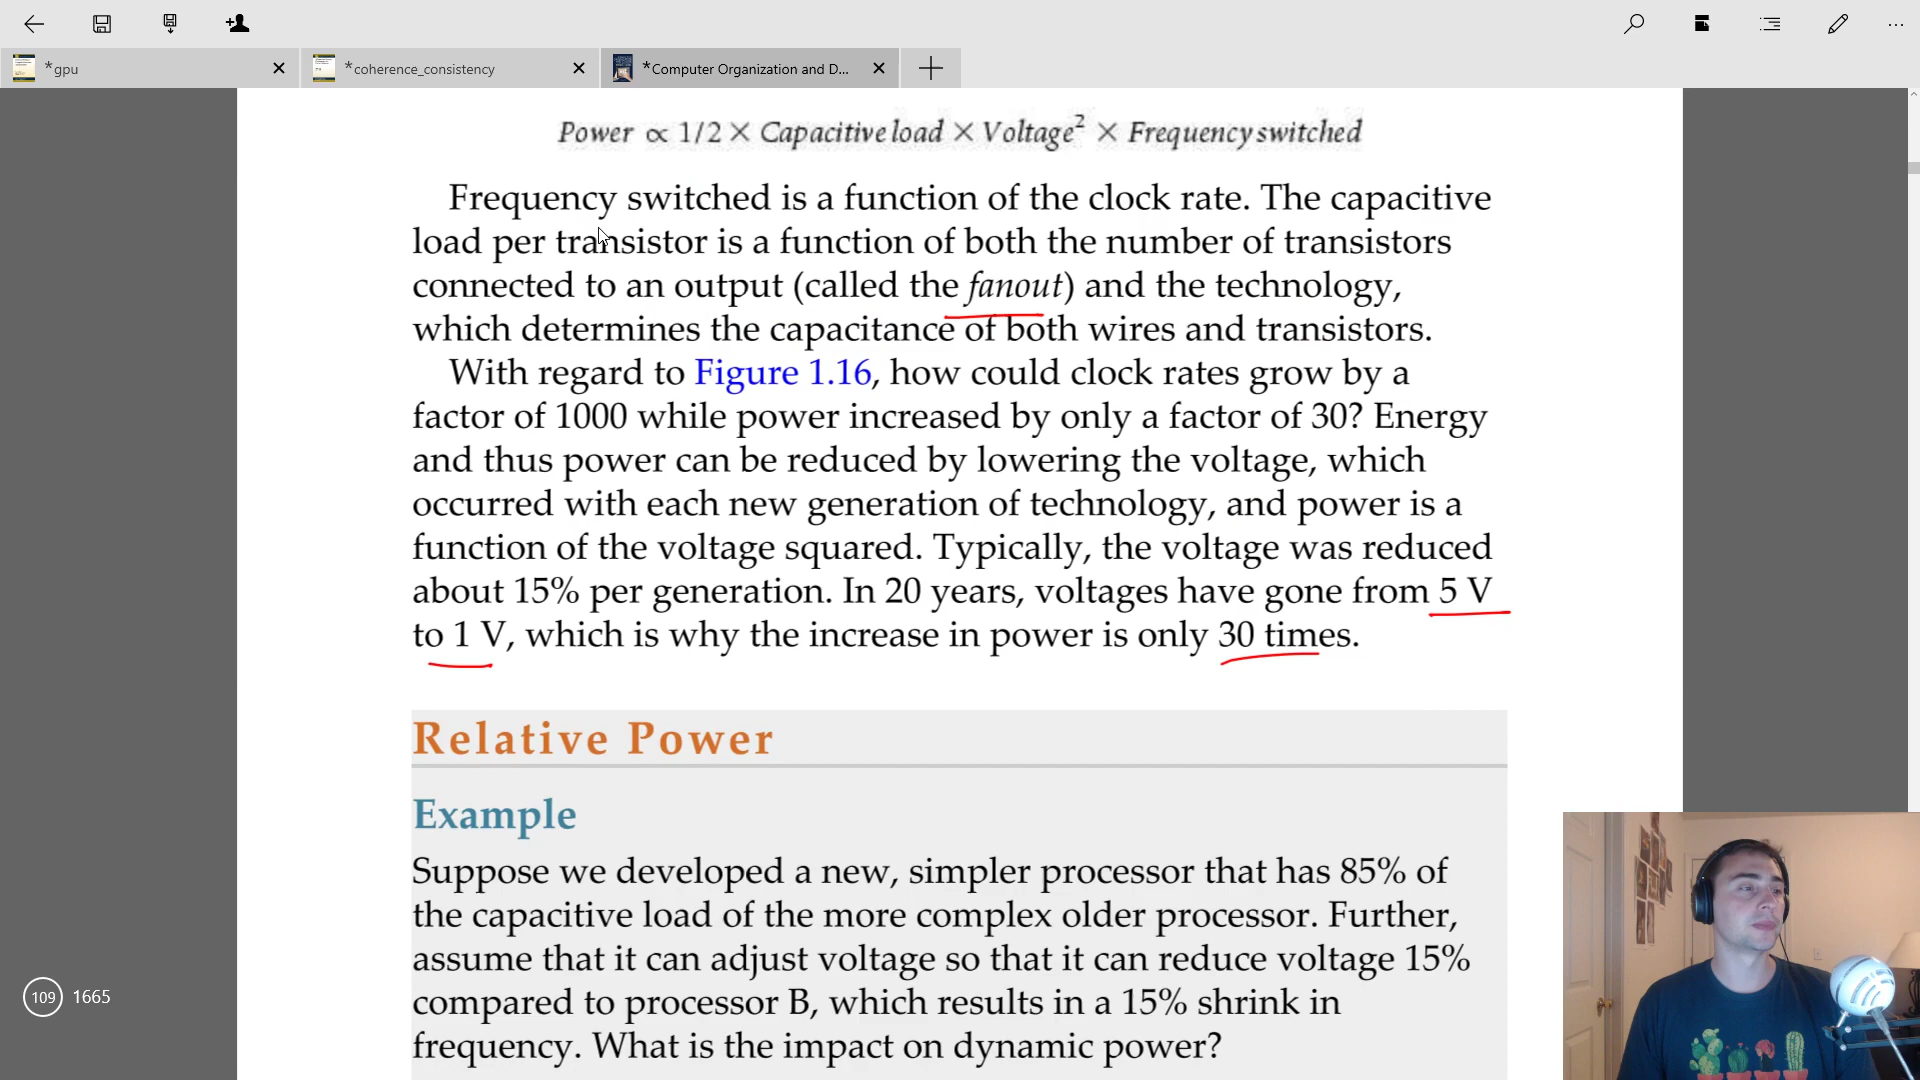 *gpu
*coherence_consistency
*Computer Organization and D...
Power ∝ 1/2 × Capacitive load × Voltage² × Frequency switched
Frequency switched is a function of the clock rate. The capacitive
load per transistor is a function of both the number of transistors
connected to an output (called the fanout) and the technology,
which determines the capacitance of both wires and transistors.
With regard to Figure 1.16, how could clock rates grow by a
factor of 1000 while power increased by only a factor of 30? Energy
and thus power can be reduced by lowering the voltage, which
occurred with each new generation of technology, and power is a
function of the voltage squared. Typically, the voltage was reduced
about 15% per generation. In 20 years, voltages have gone from 5 V
to 1 V, which is why the increase in power is only 30 times.
Relative Power
Example
Suppose we developed a new, simpler processor that has 85% of
the capacitive load of the more complex older processor. Further,
assume that it can adjust voltage so that it can reduce voltage 15%
compared to processor B, which results in a 15% shrink in
frequency. What is the impact on dynamic power?
109 1665